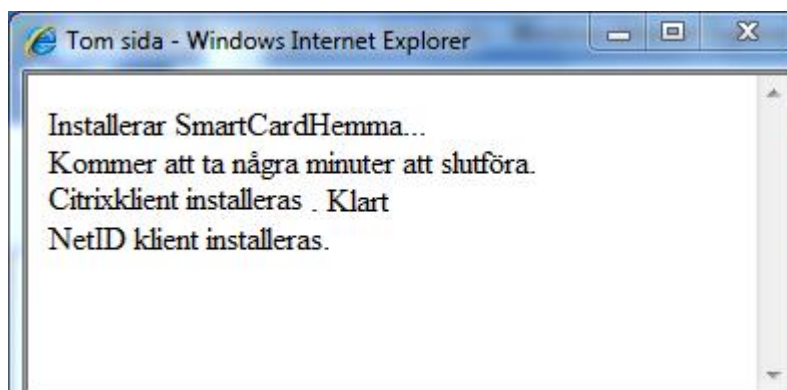 Tom sida - Windows Internet Explorer
Installerar SmartCardHemma...
Kommer att ta några minuter att slutföra.
Citrixklient installeras . Klart
NetID klient installeras.